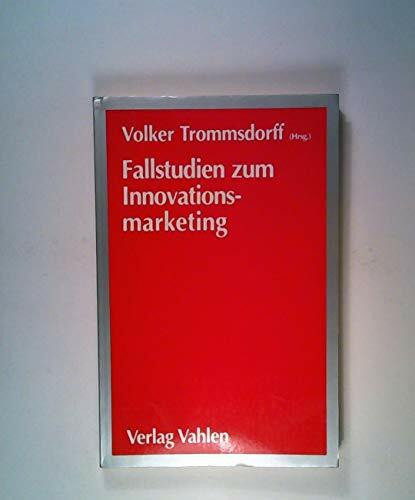 Volker Trommsdorff (Hrsg.)
Fallstudien zum
Innovations-
marketing
Verlag Vahlen